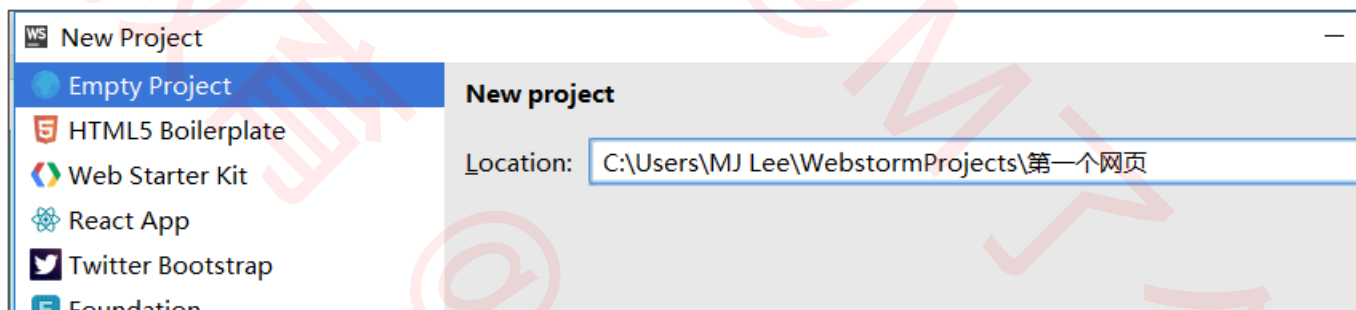 New Project
Empty Project
HTML5 Boilerplate
Web Starter Kit
React App
Twitter Bootstrap
Foundation
New project
Location: C:\Users\MJ Lee\WebstormProjects\第一个网页